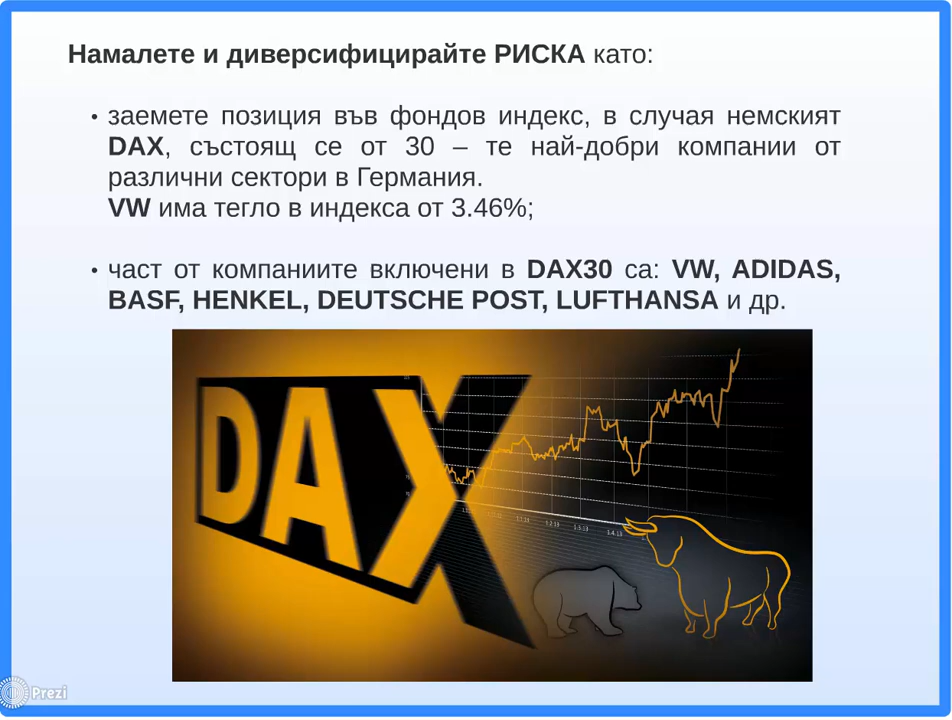 Намалете и диверсифицирайте РИСКА като:
• заемете позиция във фондов индекс, в случая немският
DAX, състоящ се от 30 – те най-добри компании от
различни сектори в Германия.
VW има тегло в индекса от 3.46%;
• част от компаниите включени в DAX30 са: VW, ADIDAS,
BASF, HENKEL, DEUTSCHE POST, LUFTHANSA и др.
DAX
Prezi